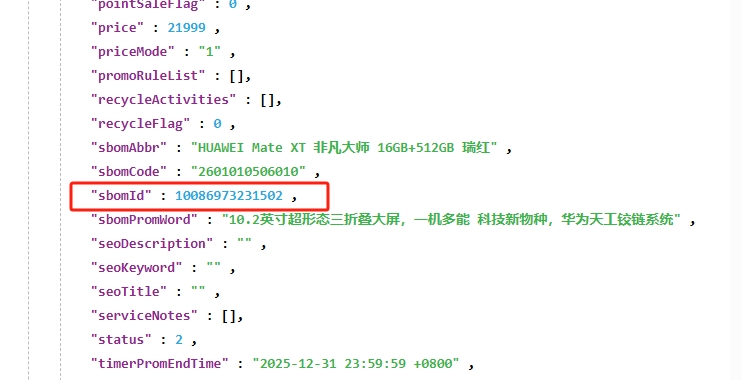 "pointSaleFlag" : 0 ,
"price" : 21999 ,
"priceMode" : "1" ,
"promoRuleList" : [],
"recycleActivities" : [],
"recycleFlag" : 0 ,
"sbomAbbr" : "HUAWEI Mate XT 非凡大师 16GB+512GB 瑞红" ,
"sbomCode" : "2601010506010" ,
"sbomId" : 10086973231502 ,
"sbomPromWord" : "10.2英寸超形态三折叠大屏，一机多能 科技新物种，华为天工铰链系统" ,
"seoDescription" : "" ,
"seoKeyword" : "" ,
"seoTitle" : "" ,
"serviceNotes" : [],
"status" : 2 ,
"timerPromEndTime" : "2025-12-31 23:59:59 +0800" ,